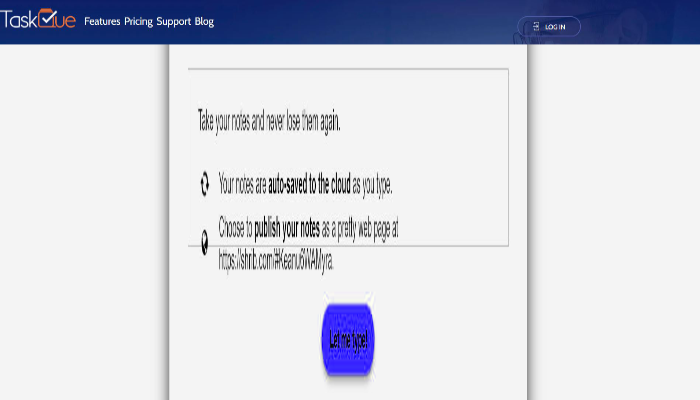 TaskQue Features Pricing Support Blog LOG IN
Take your notes and never lose them again.
Your notes are auto-saved to the cloud as you type.
Choose to publish your notes as a pretty web page at
https://shrib.com/#Keanu6WAMyra.
Let me type!